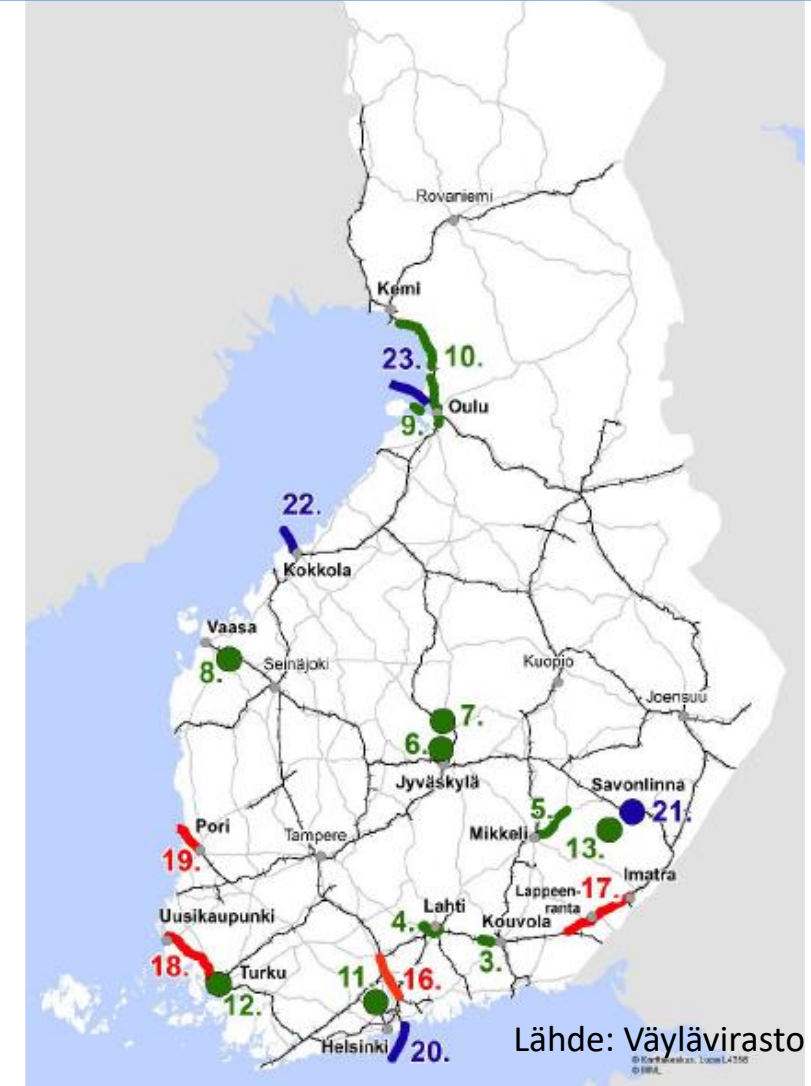 Rovaniemi
Kemi
23.
10.
Oulu
9.
22.
Kokkola
Vaasa
8.
Seinäjoki
Kuopio
Joensuu
7.
6.
Jyväskylä
Savonlinna
21.
5.
Mikkeli
13.
Pori
19.
Tampere
Imatra
17.
Lappeen-
ranta
Lahti
4.
Kouvola
3.
Uusikaupunki
18.
Turku
12.
11
16.
Helsinki
20.
Lähde: Väylävirasto